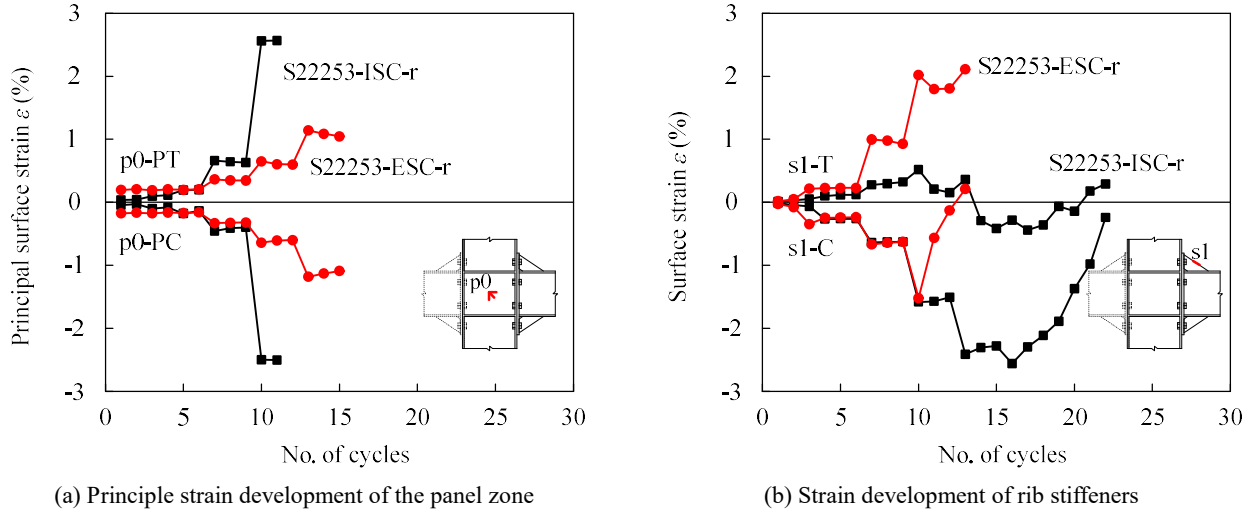 Principal surface strain ε (%)
3
2
1
0
-1
-2
-3
S22253-ISC-r
p0-PT
S22253-ESC-r
p0-PC
p0
0 5 10 15 20 25 30
No. of cycles
(a) Principle strain development of the panel zone
Surface strain ε (%)
3
2
1
0
-1
-2
-3
S22253-ESC-r
s1-T
S22253-ISC-r
s1-C
s1
0 5 10 15 20 25 30
No. of cycles
(b) Strain development of rib stiffeners